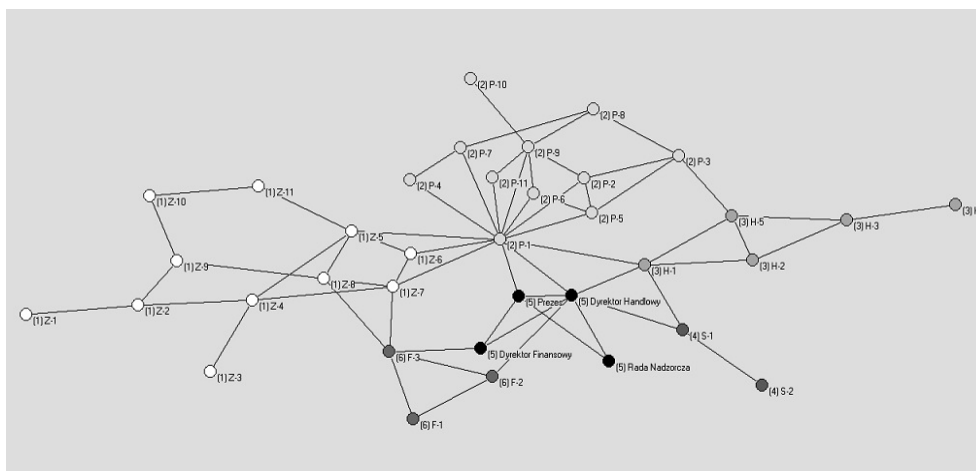 (2) P-10
(2) P-8
(2) P-7
(2) P-9
(2) P-3
(2) P-4
(2) P-11
(2) P-2
(1) Z-11
(1) Z-10
(2) P-6
(2) P-5
(3) H
(3) H-5
(3) H-3
(1) Z-5
(2) P-1
(1) Z-6
(1) Z-9
(3) H-1
(3) H-2
(1) Z-8
(1) Z-7
(5) Prezes
(5) Dyrektor Handlowy
(1) Z-2
(1) Z-4
(1) Z-1
(4) S-1
(6) F-3
(5) Dyrektor Finansowy
(5) Rada Nadzorcza
(1) Z-3
(6) F-2
(4) S-2
(6) F-1